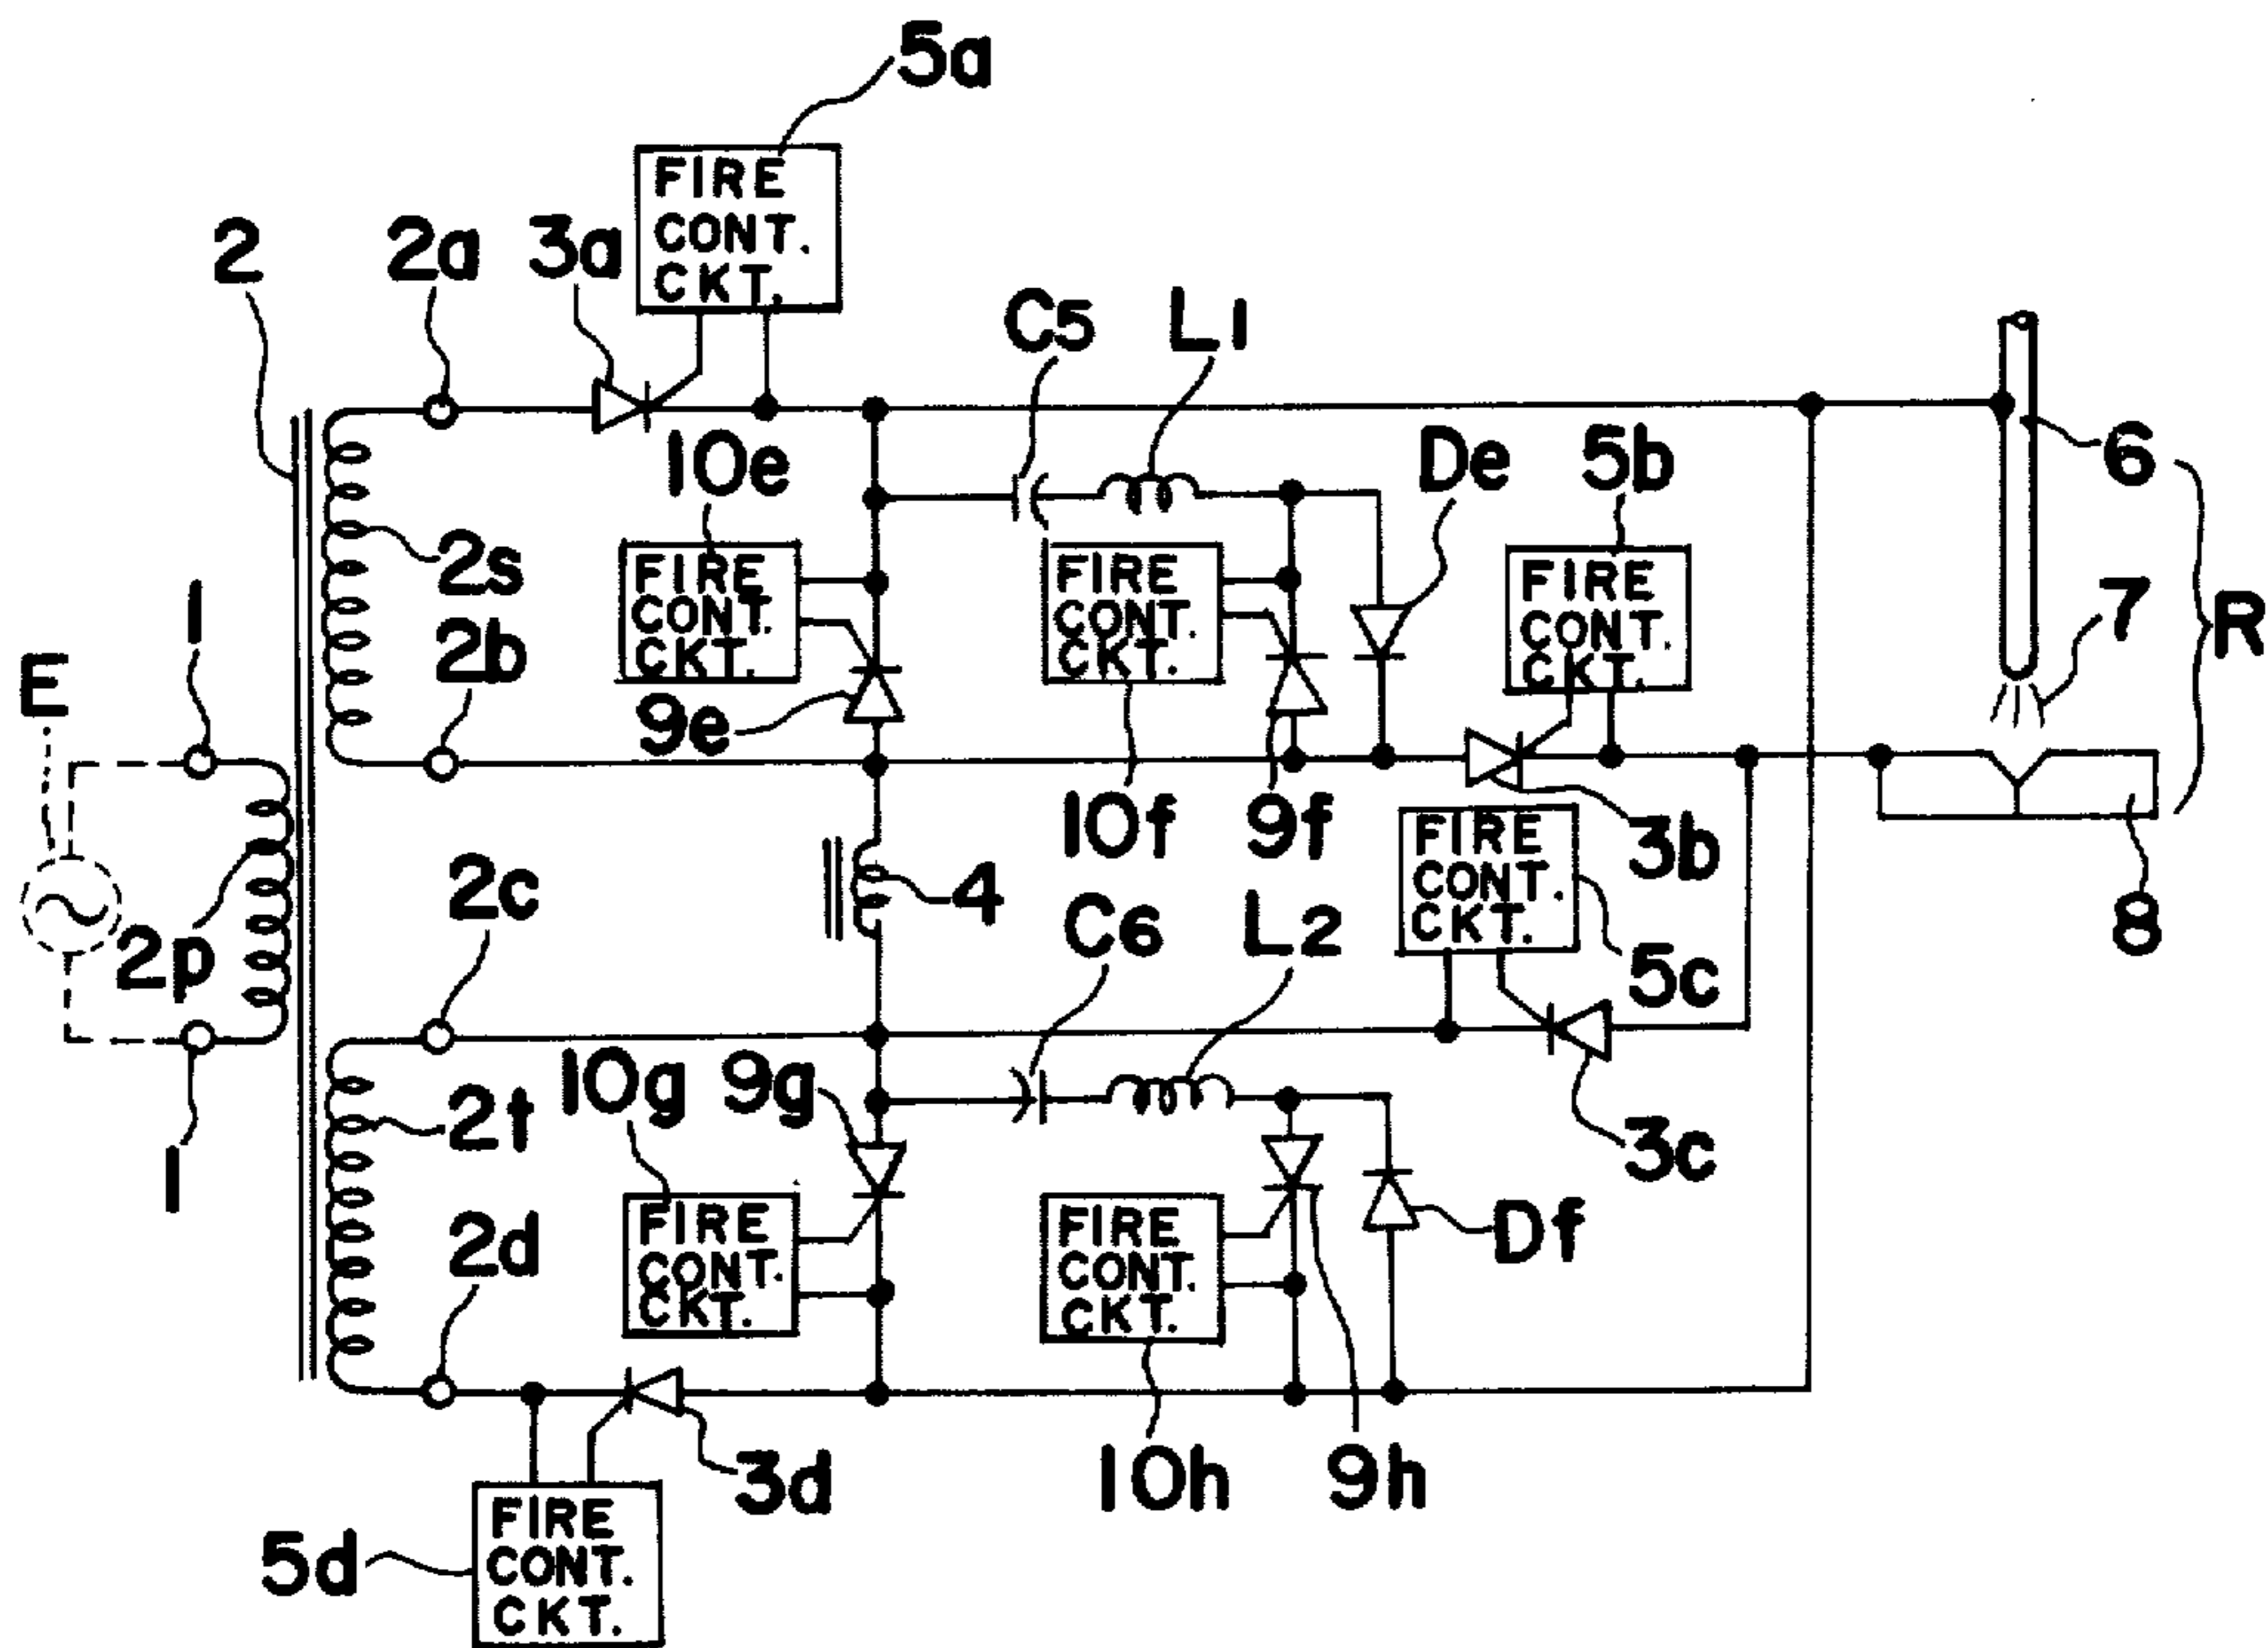 5a
FIRE
CONT.
CKT.
2
2a
3a
C5
L1
10e
De
5b
6
2s
FIRE
CONT.
CKT.
FIRE
CONT.
CKT.
FIRE
CONT.
CKT.
7
R
1
2b
E
9e
10f
9f
3b
FIRE
CONT.
CKT.
2c
4
C6
L2
8
2p
5c
10g
9g
2t
3c
1
2d
FIRE
CONT.
CKT.
FIRE
CONT.
CKT.
Df
3d
10h
9h
5d
FIRE
CONT.
CKT.